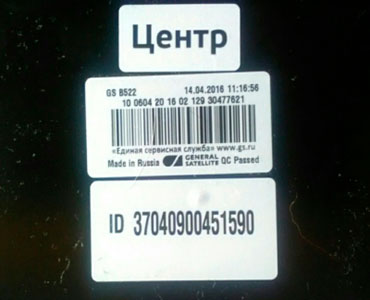 Центр
GS B522 14.04.2016 11:16:56
10 0604 20 16 02 129 30477621
«Единая сервисная служба» www.gs.ru
Made in Russia GENERAL SATELLITE QC Passed
ID 37040900451590